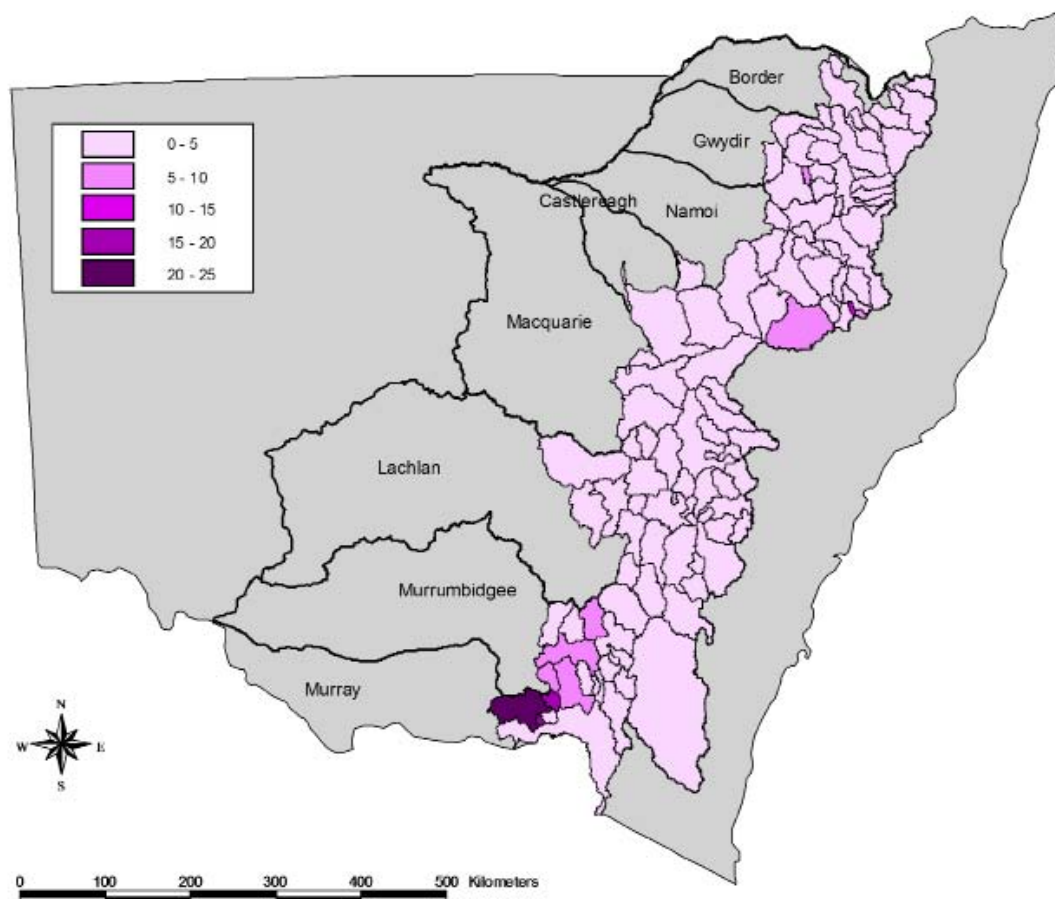 Border
Gwydir
Castlereagh
Namoi
Macquarie
Lachlan
Murrumbidgee
Murray
0 - 5
5 - 10
10 - 15
15 - 20
20 - 25
N
W E
S
0 100 200 300 400 500 Kilometers